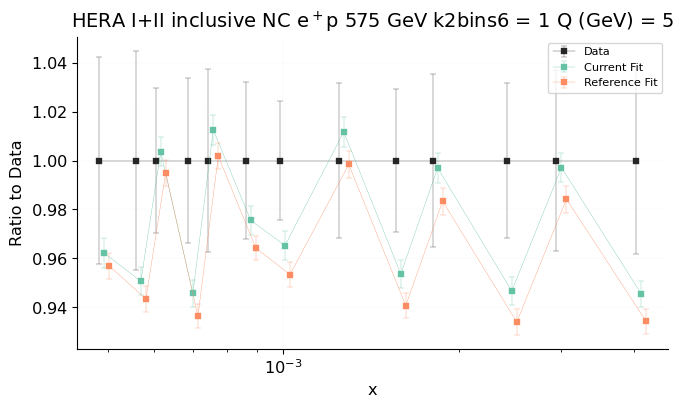 HERA I+II inclusive NC e⁺p 575 GeV k2bins6 = 1 Q (GeV) = 5
Data
Current Fit
Reference Fit
Ratio to Data
1.04
1.02
1.00
0.98
0.96
0.94
10⁻³
x